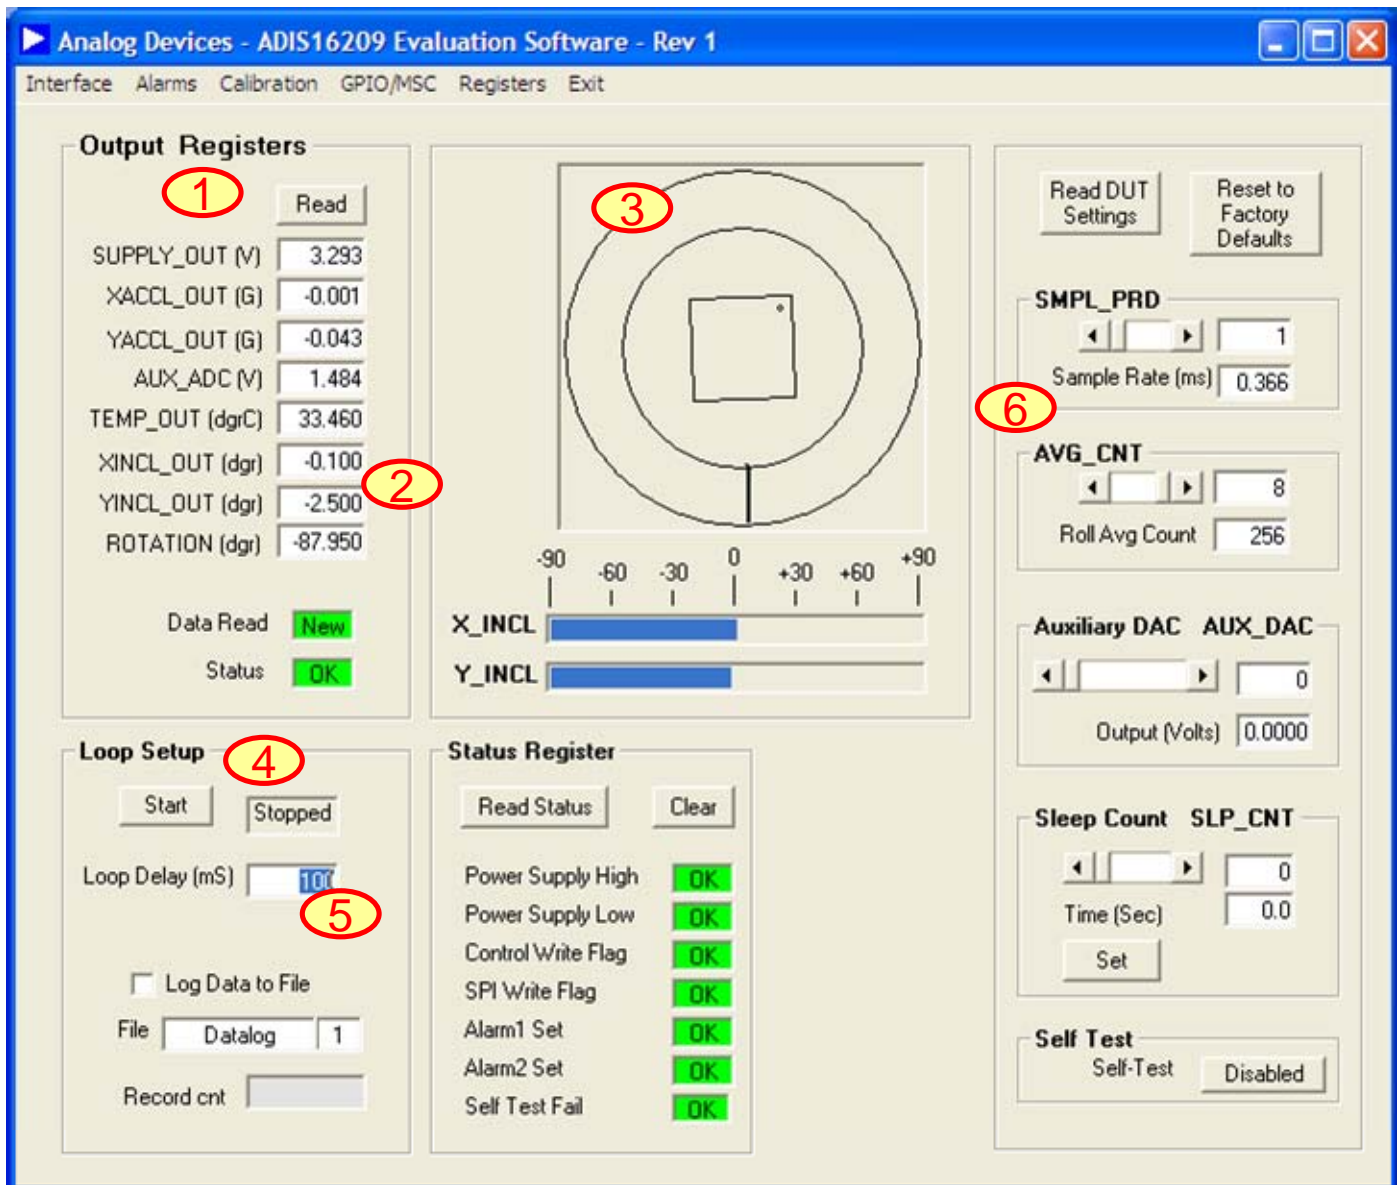 Analog Devices - ADIS16209 Evaluation Software - Rev 1
Interface Alarms Calibration GPIO/MSC Registers Exit
Output Registers
1
Read
SUPPLY_OUT (V) 3.293
XACCL_OUT (G) -0.001
YACCL_OUT (G) -0.043
AUX_ADC (V) 1.484
TEMP_OUT (dgrC) 33.460
XINCL_OUT (dgr) -0.100
2
YINCL_OUT (dgr) -2.500
ROTATION (dgr) -87.950
Data Read New
Status OK
3
-90 -60 -30 0 +30 +60 +90
X_INCL
Y_INCL
Loop Setup
4
Start Stopped
Loop Delay (mS) 100
5
Log Data to File
File Datalog 1
Record cnt
Status Register
Read Status Clear
Power Supply High OK
Power Supply Low OK
Control Write Flag OK
SPI Write Flag OK
Alarm1 Set OK
Alarm2 Set OK
Self Test Fail OK
Read DUT Settings
Reset to Factory Defaults
SMPL_PRD
1
Sample Rate (ms) 0.366
6
AVG_CNT
8
Roll Avg Count 256
Auxiliary DAC AUX_DAC
0
Output (Volts) 0.0000
Sleep Count SLP_CNT
0
Time (Sec) 0.0
Set
Self Test
Self-Test Disabled